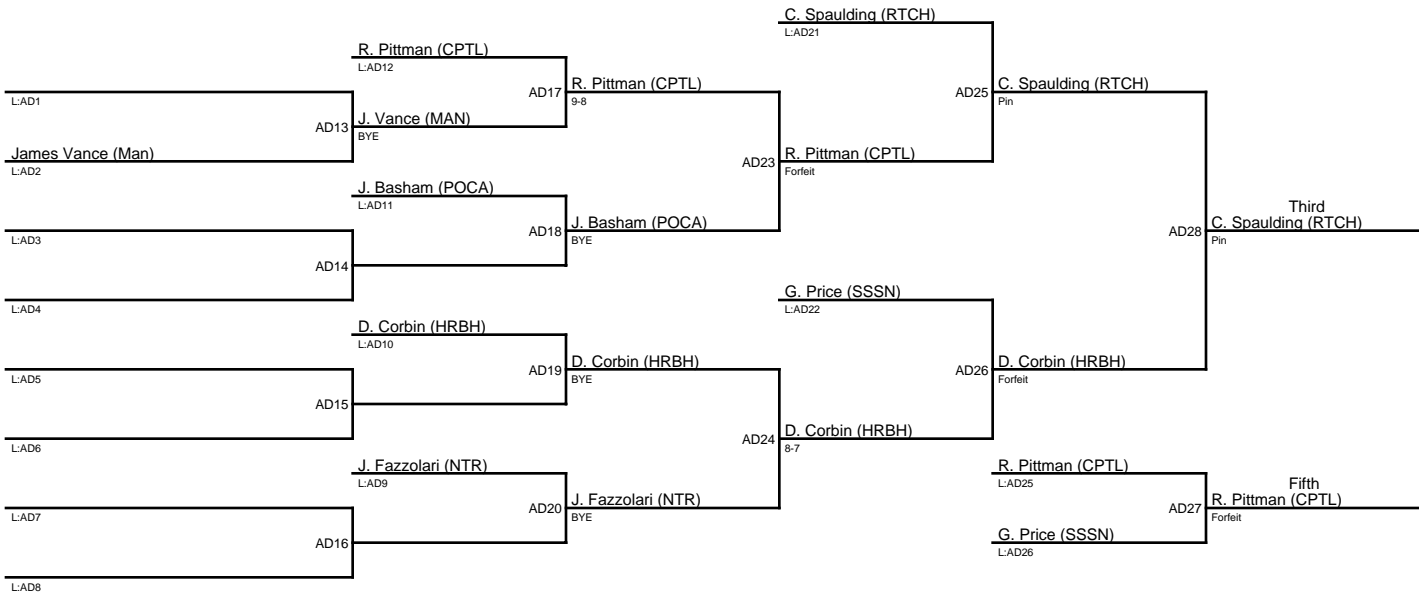 C. Spaulding (RTCH)
L:AD21
R. Pittman (CPTL)
L:AD12
AD17
R. Pittman (CPTL)
9-8
AD25
C. Spaulding (RTCH)
Pin
L:AD1
AD13
J. Vance (MAN)
BYE
James Vance (Man)
L:AD2
AD23
R. Pittman (CPTL)
Forfeit
J. Basham (POCA)
L:AD11
AD18
J. Basham (POCA)
BYE
L:AD3
AD14
L:AD4
AD28
Third
C. Spaulding (RTCH)
Pin
G. Price (SSSN)
L:AD22
D. Corbin (HRBH)
L:AD10
AD19
D. Corbin (HRBH)
BYE
AD26
D. Corbin (HRBH)
Forfeit
L:AD5
AD15
L:AD6
AD24
D. Corbin (HRBH)
8-7
J. Fazzolari (NTR)
L:AD9
AD20
J. Fazzolari (NTR)
BYE
R. Pittman (CPTL)
L:AD25
AD27
Fifth
R. Pittman (CPTL)
Forfeit
L:AD7
AD16
G. Price (SSSN)
L:AD26
L:AD8